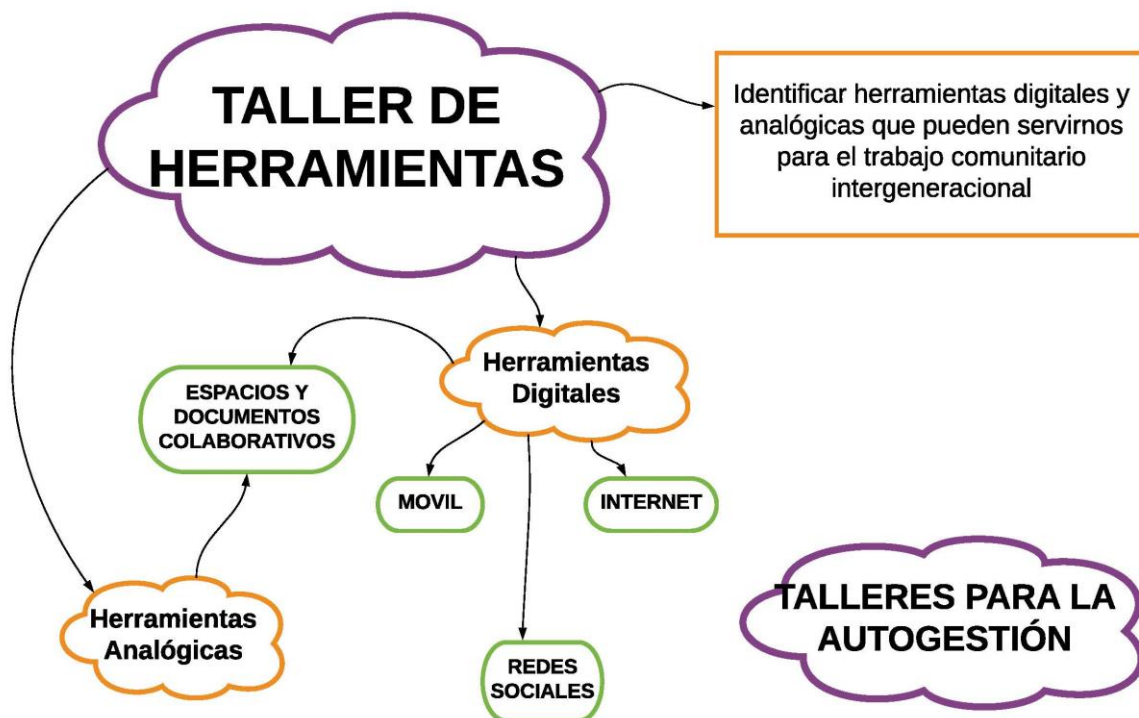 TALLER DE
HERRAMIENTAS
Identificar herramientas digitales y
analógicas que pueden servirnos
para el trabajo comunitario
intergeneracional
Herramientas
Digitales
ESPACIOS Y
DOCUMENTOS
COLABORATIVOS
MOVIL
INTERNET
Herramientas
Analógicas
REDES
SOCIALES
TALLERES PARA LA
AUTOGESTIÓN